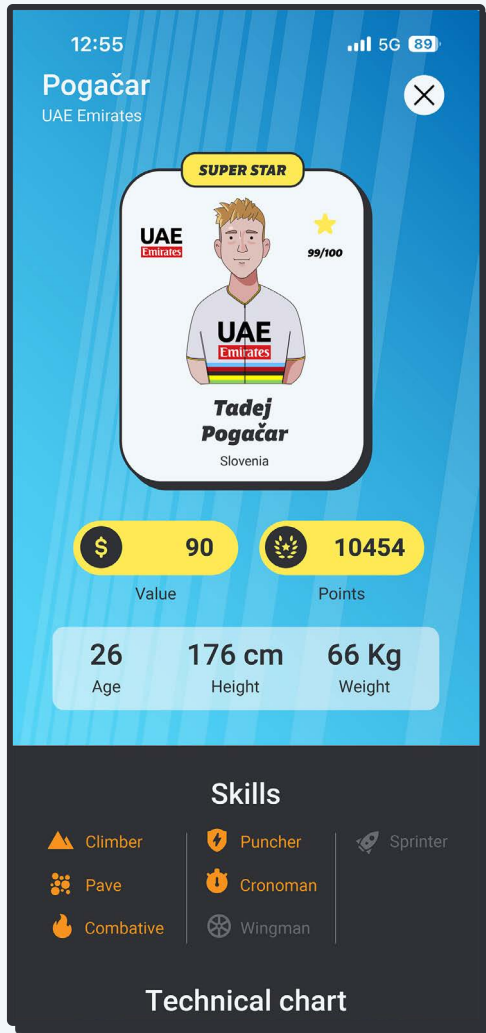 12:55
5G 89
Pogačar
UAE Emirates
SUPER STAR
UAE
Emirates
99/100
UAE
Emirates
Tadej
Pogačar
Slovenia
$ 90
10454
Value
Points
26
176 cm
66 Kg
Age
Height
Weight
Skills
Climber
Puncher
Sprinter
Pave
Cronoman
Combative
Wingman
Technical chart